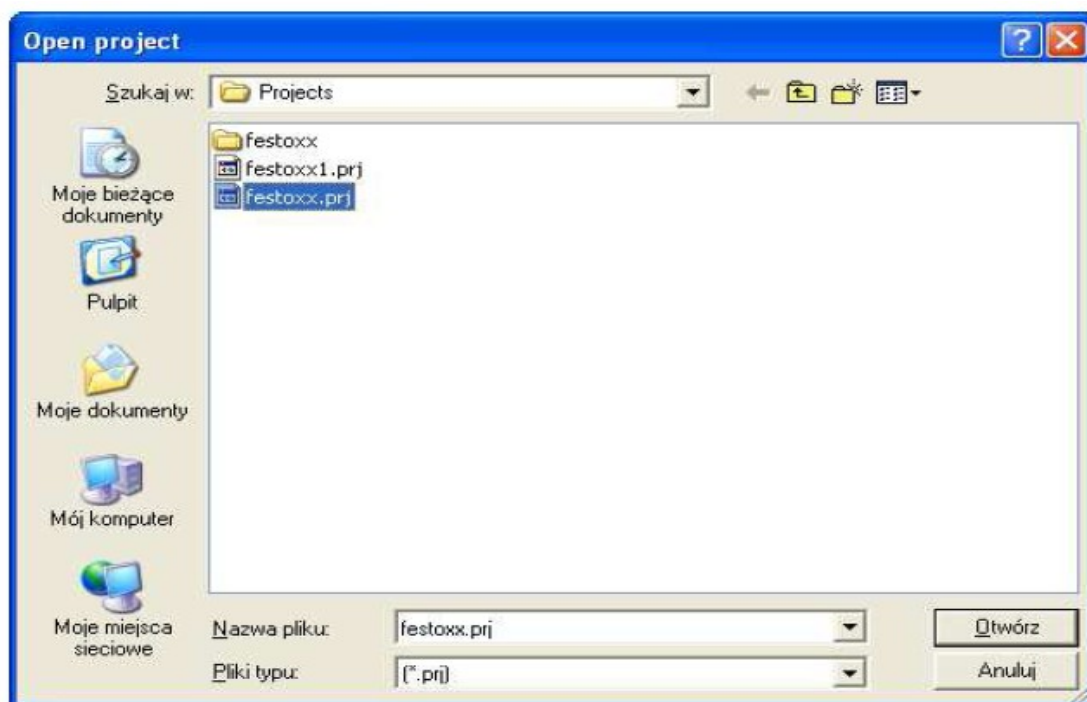 Open project
Szukaj w:
Projects
festoxx
festoxx1.prj
festoxx.prj
Moje bieżące
dokumenty
Pulpit
Moje dokumenty
Mój komputer
Moje miejsca
sieciowe
Nazwa pliku:
festoxx.prj
Otwórz
Pliki typu:
(*.prj)
Anuluj